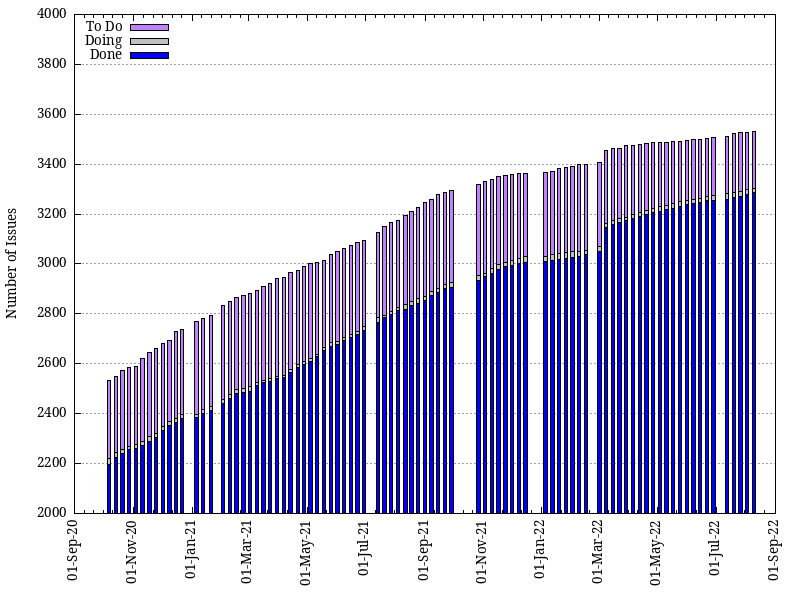 4000
3800
3600
3400
3200
3000
2800
2600
2400
2200
2000
Number of Issues
To Do
Doing
Done
01-Sep-20
01-Nov-20
01-Jan-21
01-Mar-21
01-May-21
01-Jul-21
01-Sep-21
01-Nov-21
01-Jan-22
01-Mar-22
01-May-22
01-Jul-22
01-Sep-22